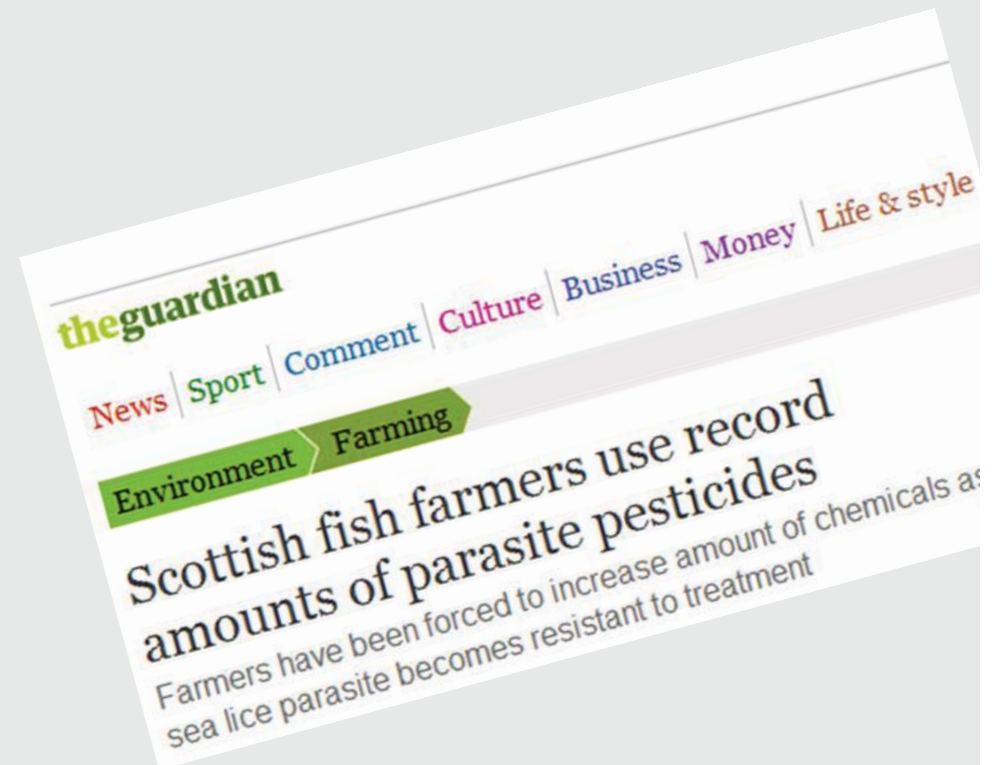 theguardian
News Sport Comment Culture Business Money Life & style
Environment Farming
Scottish fish farmers use record
amounts of parasite pesticides
Farmers have been forced to increase amount of chemicals as
sea lice parasite becomes resistant to treatment